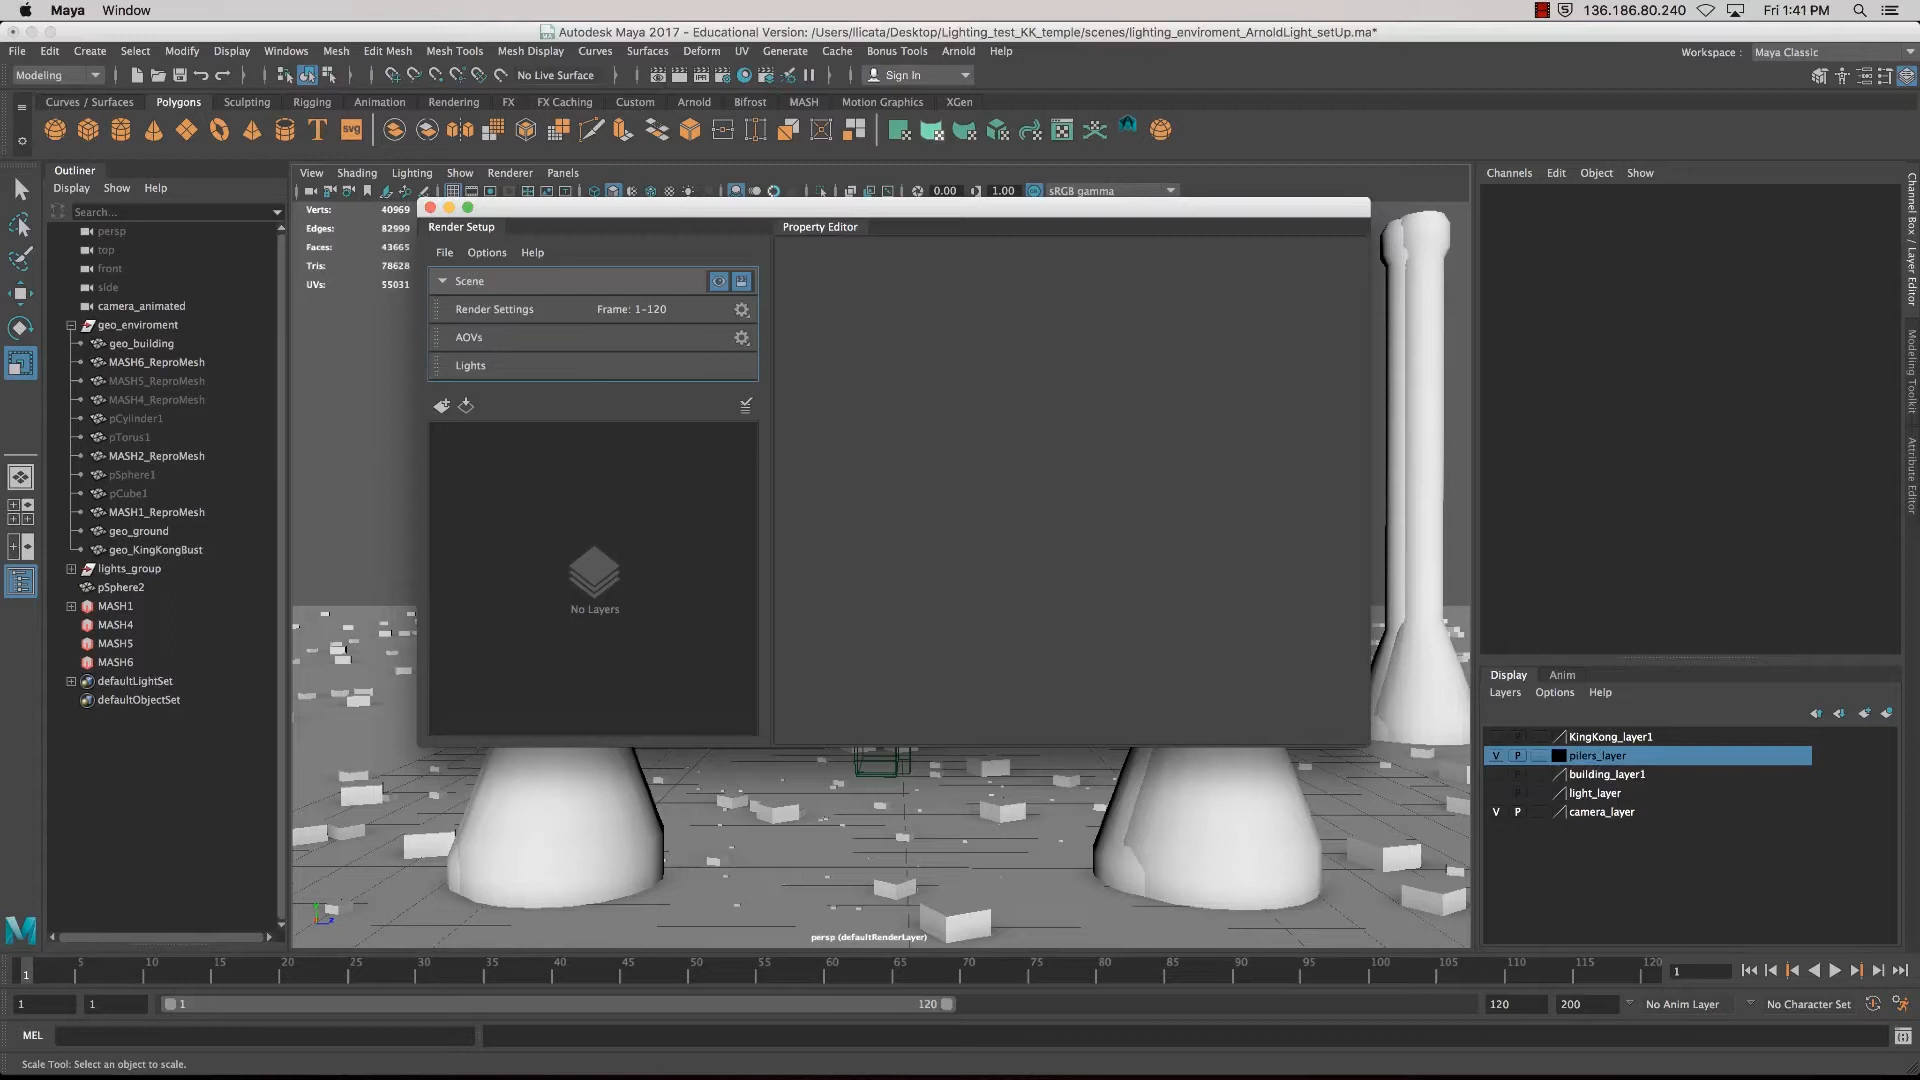 Maya Window 136.186.80.240 Fri 1:41 PM
Autodesk Maya 2017 - Educational Version: /Users/llicata/Desktop/Lighting_test_KK_temple/scenes/lighting_enviroment_ArnoldLight_setUp.ma*
File Edit Create Select Modify Display Windows Mesh Edit Mesh Mesh Tools Mesh Display Curves Surfaces Deform UV Generate Cache Bonus Tools Arnold Help Workspace : Maya Classic
Modeling No Live Surface IPR Sign In
Curves / Surfaces Polygons Sculpting Rigging Animation Rendering FX FX Caching Custom Arnold Bifrost MASH Motion Graphics XGen
T SVG
Outliner
Display Show Help
Search...
persp
top
front
side
camera_animated
geo_enviroment
geo_building
MASH6_ReproMesh
MASH5_ReproMesh
MASH4_ReproMesh
pCylinder1
pTorus1
MASH2_ReproMesh
pSphere1
pCube1
MASH1_ReproMesh
geo_ground
geo_KingKongBust
lights_group
pSphere2
MASH1
MASH4
MASH5
MASH6
defaultLightSet
defaultObjectSet
View Shading Lighting Show Renderer Panels
0.00 1.00 sRGB gamma
Verts: 40969
Edges: 82999
Faces: 43665
Tris: 78628
UVs: 55031
Render Setup
File Options Help
Scene
Render Settings Frame: 1-120
AOVs
Lights
No Layers
Property Editor
persp (defaultRenderLayer)
Channels Edit Object Show
Channel Box / Layer Editor
Modeling Toolkit
Attribute Editor
Display Anim
Layers Options Help
P KingKong_layer1
V P pilers_layer
P building_layer1
P light_layer
V P camera_layer
1 5 10 15 20 25 30 35 40 45 50 55 60 65 70 75 80 85 90 95 100 105 110 115 120 1
1 1 1 120 120 200 No Anim Layer No Character Set
MEL
Scale Tool: Select an object to scale.